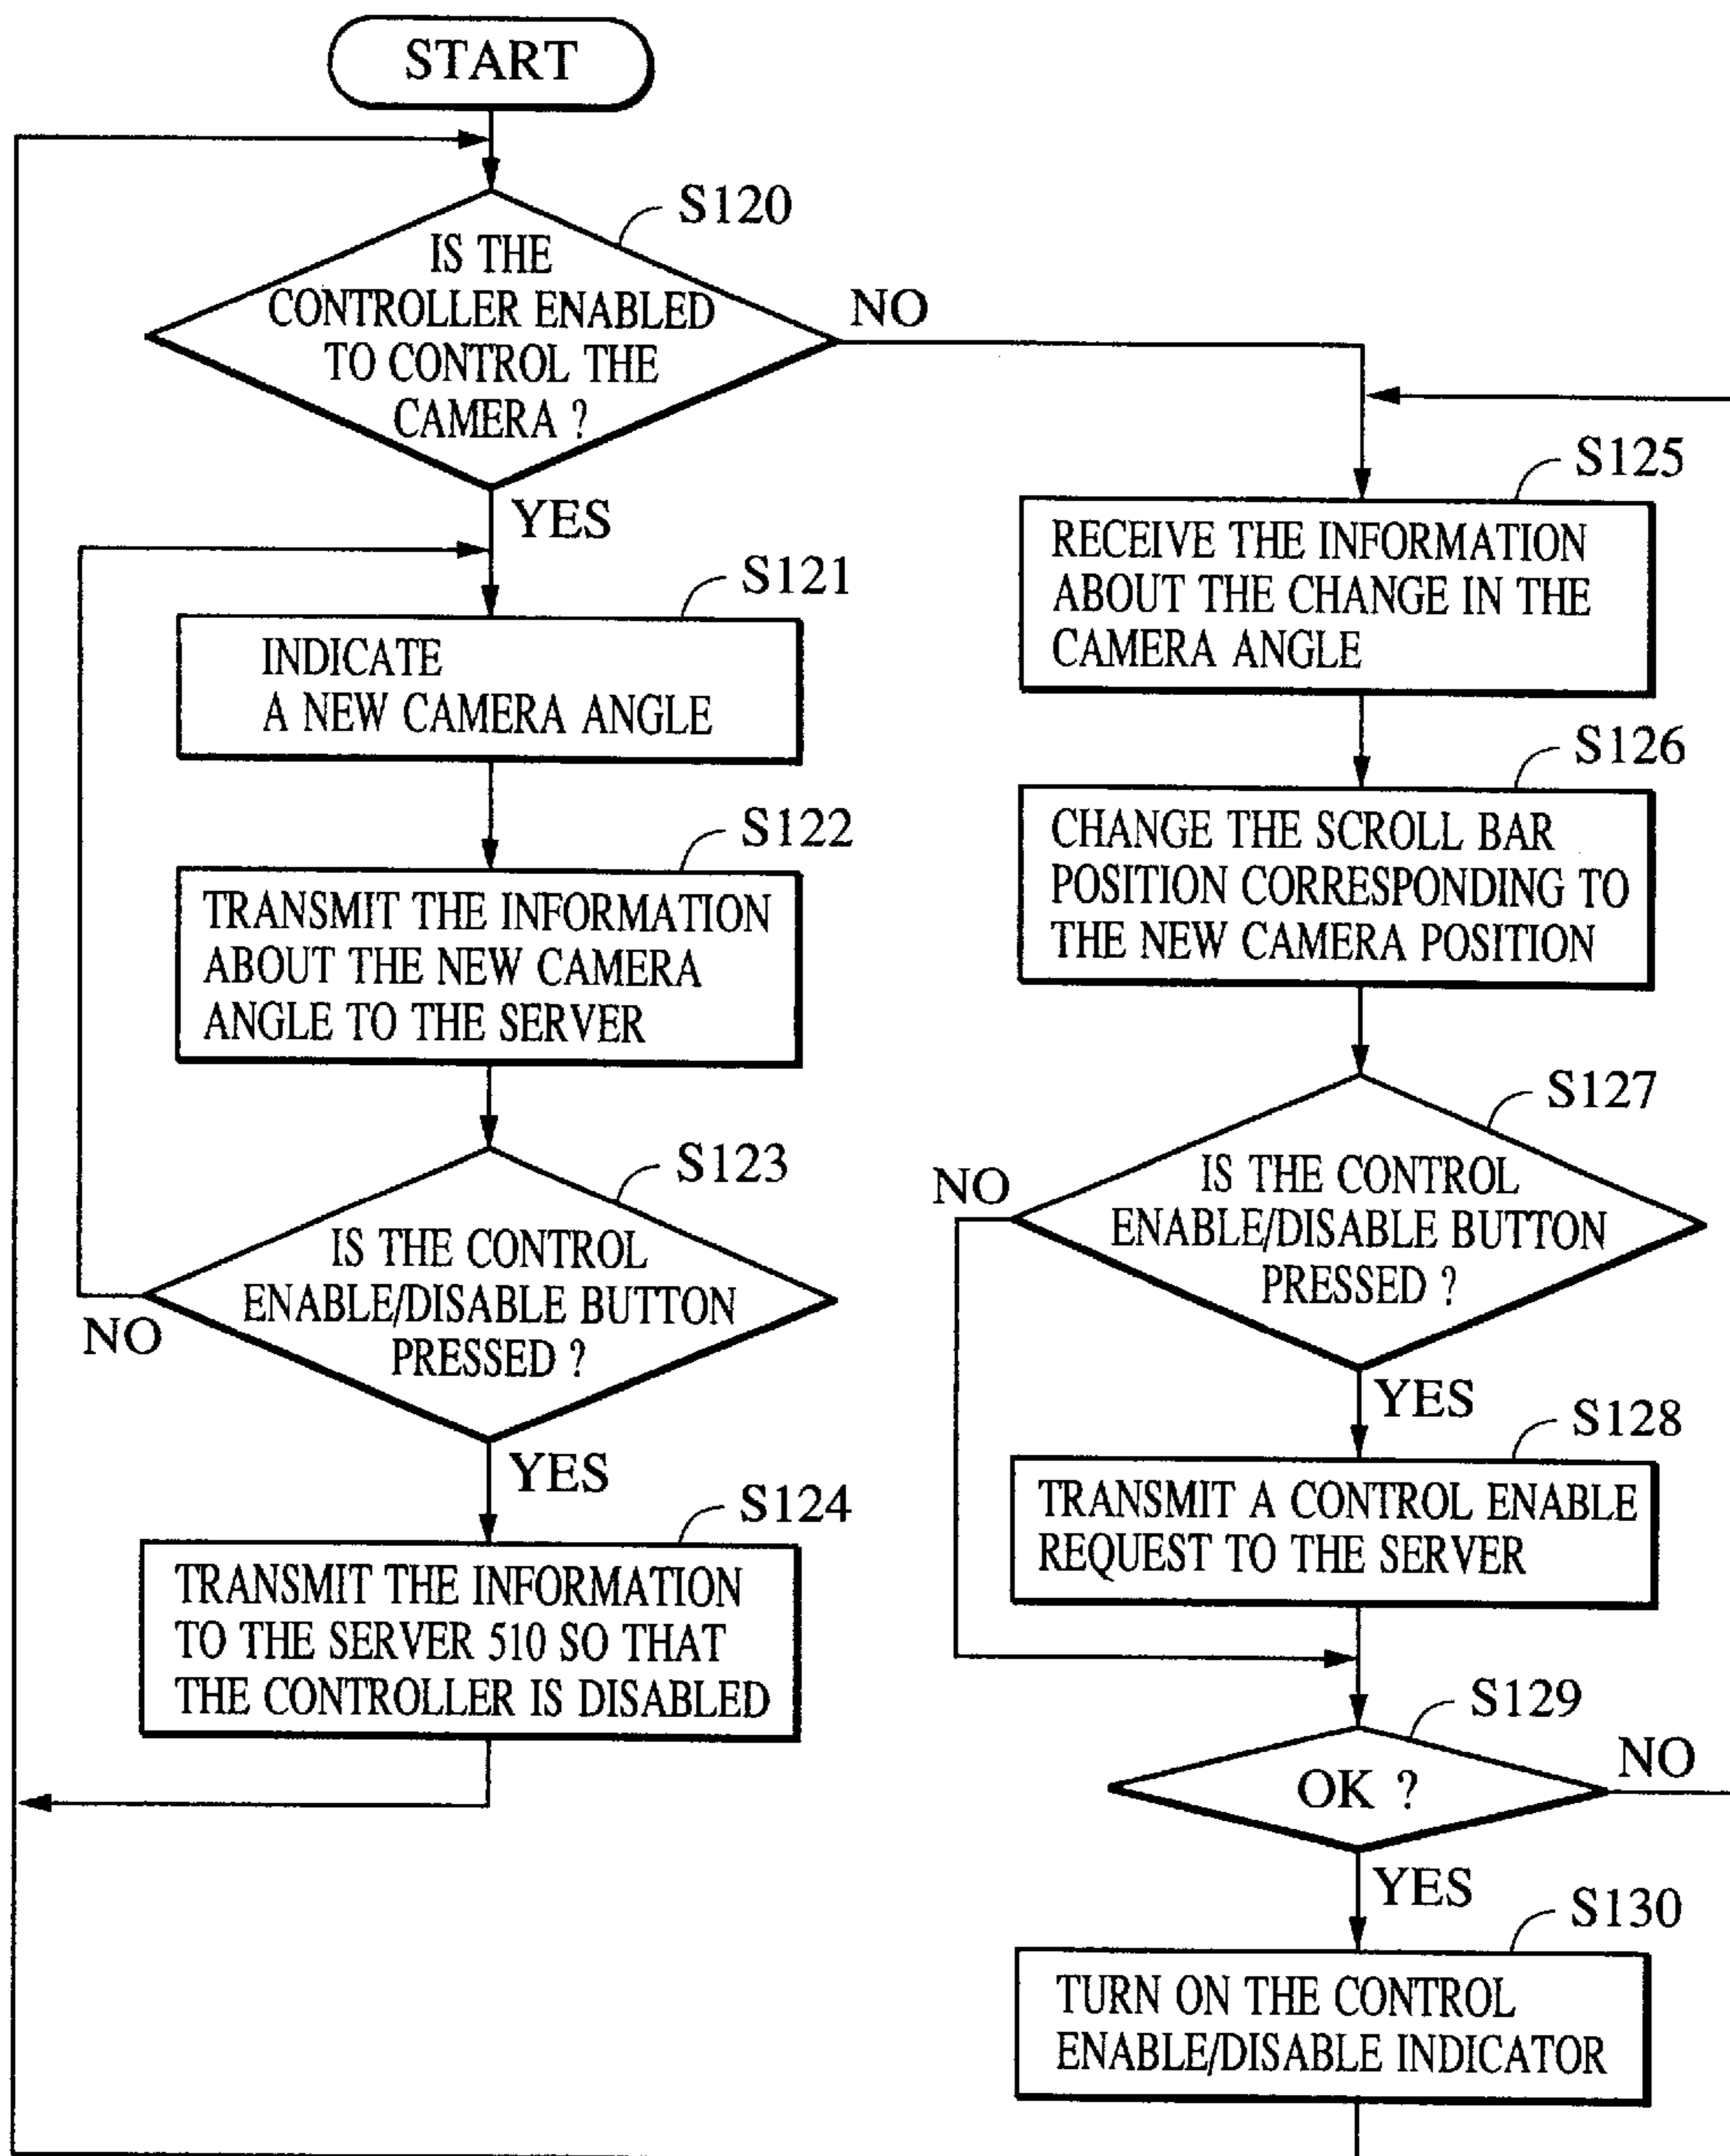 START
S120
IS THE
CONTROLLER ENABLED
TO CONTROL THE
CAMERA ?
NO
YES
S121
INDICATE
A NEW CAMERA ANGLE
S122
TRANSMIT THE INFORMATION
ABOUT THE NEW CAMERA
ANGLE TO THE SERVER
S123
IS THE CONTROL
ENABLE/DISABLE BUTTON
PRESSED ?
NO
YES
S124
TRANSMIT THE INFORMATION
TO THE SERVER 510 SO THAT
THE CONTROLLER IS DISABLED
S125
RECEIVE THE INFORMATION
ABOUT THE CHANGE IN THE
CAMERA ANGLE
S126
CHANGE THE SCROLL BAR
POSITION CORRESPONDING TO
THE NEW CAMERA POSITION
S127
IS THE CONTROL
ENABLE/DISABLE BUTTON
PRESSED ?
NO
YES
S128
TRANSMIT A CONTROL ENABLE
REQUEST TO THE SERVER
S129
OK ?
NO
YES
S130
TURN ON THE CONTROL
ENABLE/DISABLE INDICATOR